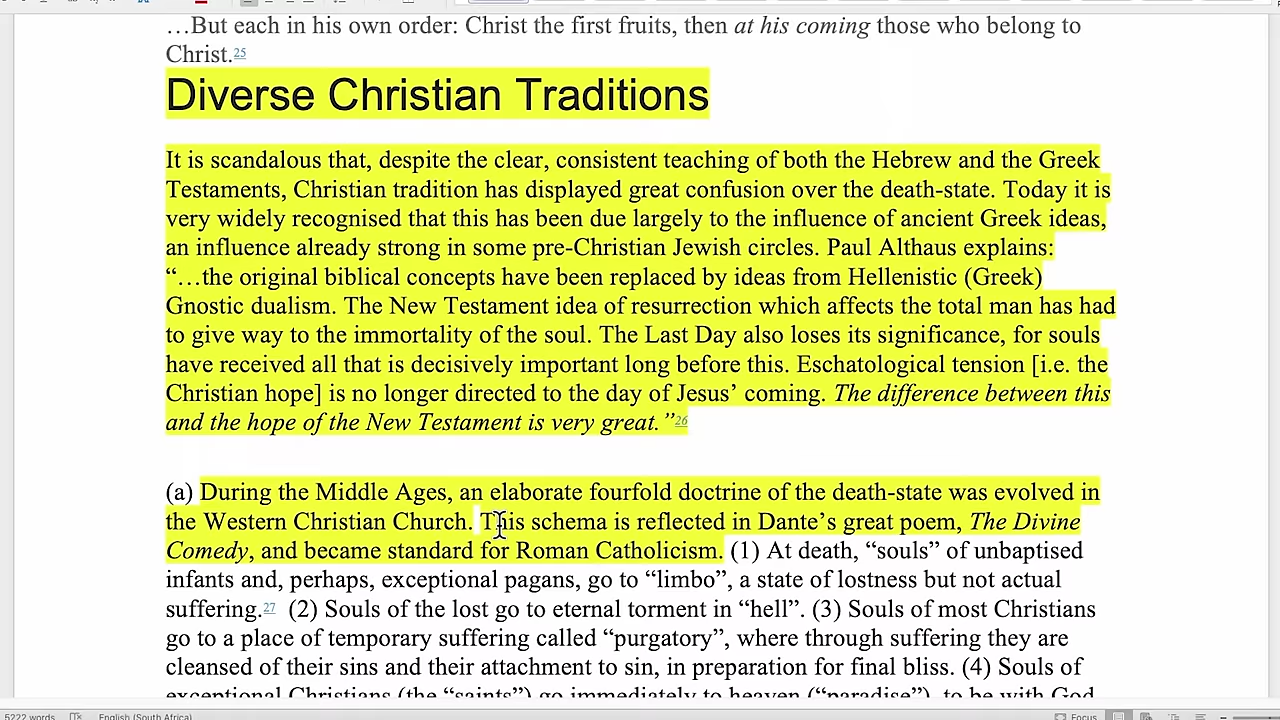 …But each in his own order: Christ the first fruits, then at his coming those who belong to
Christ.25
Diverse Christian Traditions
It is scandalous that, despite the clear, consistent teaching of both the Hebrew and the Greek
Testaments, Christian tradition has displayed great confusion over the death-state. Today it is
very widely recognised that this has been due largely to the influence of ancient Greek ideas,
an influence already strong in some pre-Christian Jewish circles. Paul Althaus explains:
“…the original biblical concepts have been replaced by ideas from Hellenistic (Greek)
Gnostic dualism. The New Testament idea of resurrection which affects the total man has had
to give way to the immortality of the soul. The Last Day also loses its significance, for souls
have received all that is decisively important long before this. Eschatological tension [i.e. the
Christian hope] is no longer directed to the day of Jesus’ coming. The difference between this
and the hope of the New Testament is very great.”26
(a) During the Middle Ages, an elaborate fourfold doctrine of the death-state was evolved in
the Western Christian Church. This schema is reflected in Dante’s great poem, The Divine
Comedy, and became standard for Roman Catholicism. (1) At death, “souls” of unbaptised
infants and, perhaps, exceptional pagans, go to “limbo”, a state of lostness but not actual
suffering.27 (2) Souls of the lost go to eternal torment in “hell”. (3) Souls of most Christians
go to a place of temporary suffering called “purgatory”, where through suffering they are
cleansed of their sins and their attachment to sin, in preparation for final bliss. (4) Souls of
exceptional Christians (the “saints”) go immediately to heaven (“paradise”), to be with God
5222 words English (South Africa) Focus